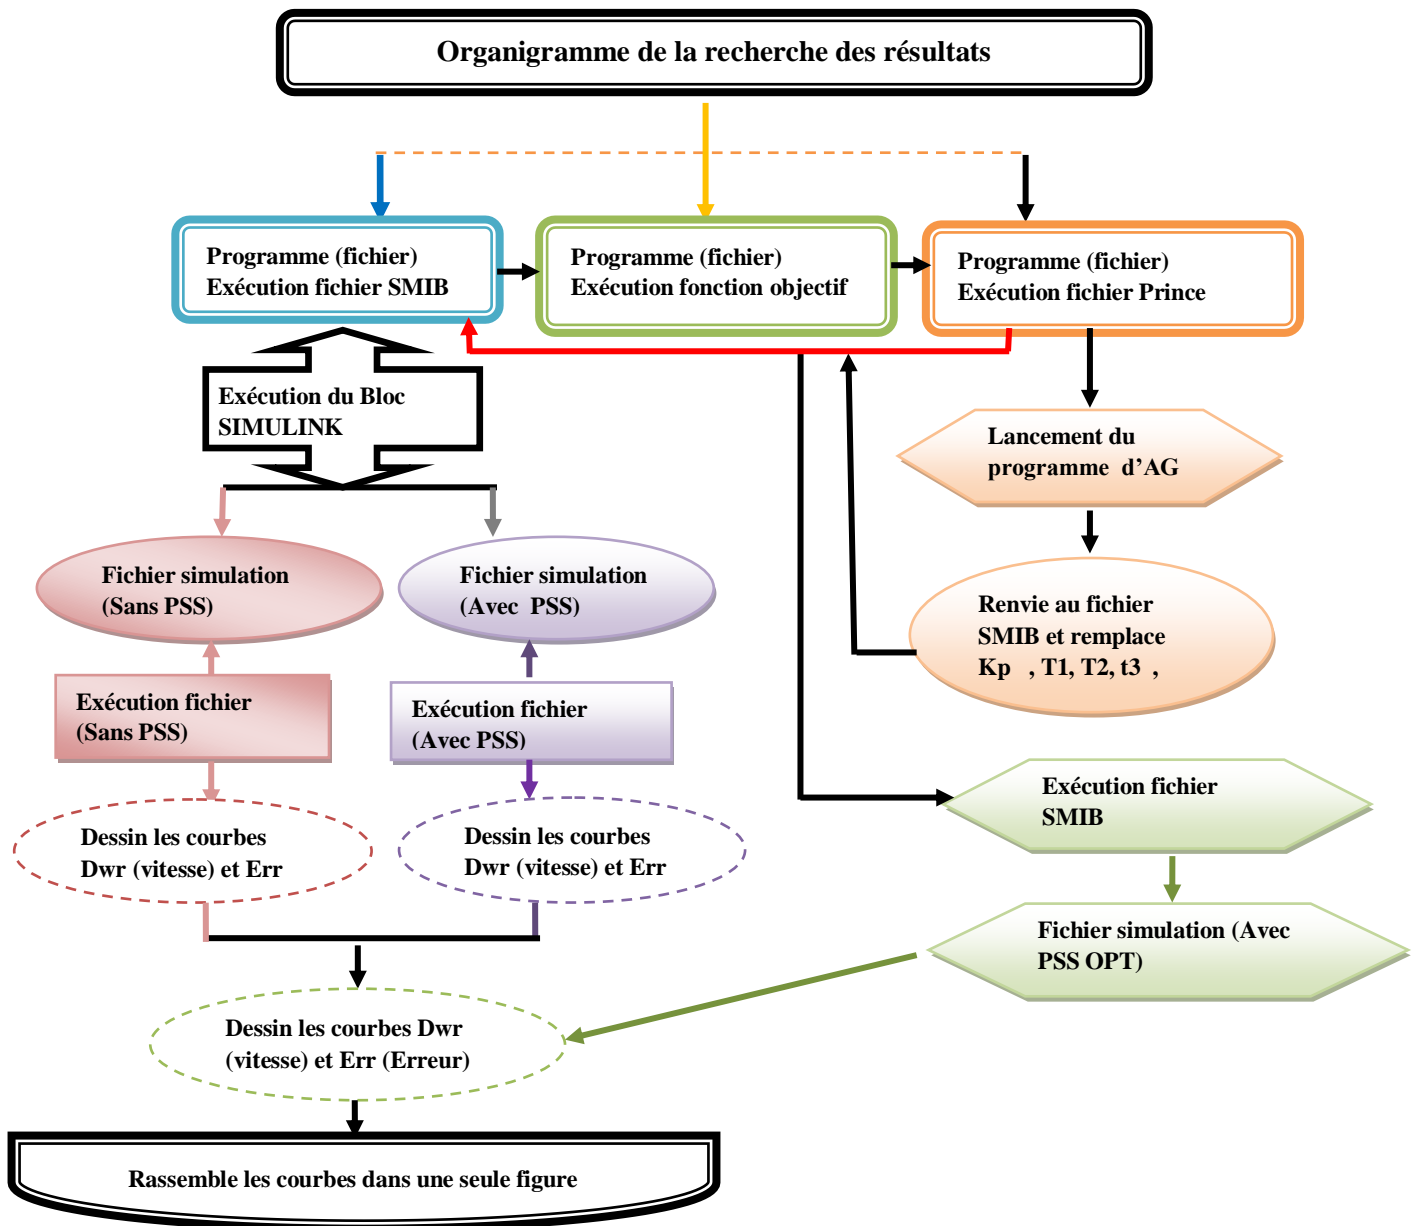 Organigramme de la recherche des résultats
Programme (fichier)
Exécution fichier SMIB
Programme (fichier)
Exécution fonction objectif
Programme (fichier)
Exécution fichier Prince
Exécution du Bloc
SIMULINK
Lancement du
programme d’AG
Fichier simulation
(Sans PSS)
Fichier simulation
(Avec PSS)
Renvie au fichier
SMIB et remplace
Kp , T1, T2, t3 ,
Exécution fichier
(Sans PSS)
Exécution fichier
(Avec PSS)
Exécution fichier
SMIB
Dessin les courbes
Dwr (vitesse) et Err
Dessin les courbes
Dwr (vitesse) et Err
Fichier simulation (Avec
PSS OPT)
Dessin les courbes Dwr
(vitesse) et Err (Erreur)
Rassemble les courbes dans une seule figure